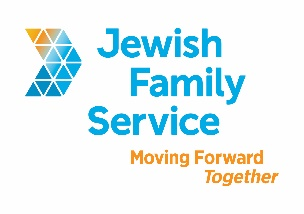 Jewish
Family
Service
Moving Forward
Together